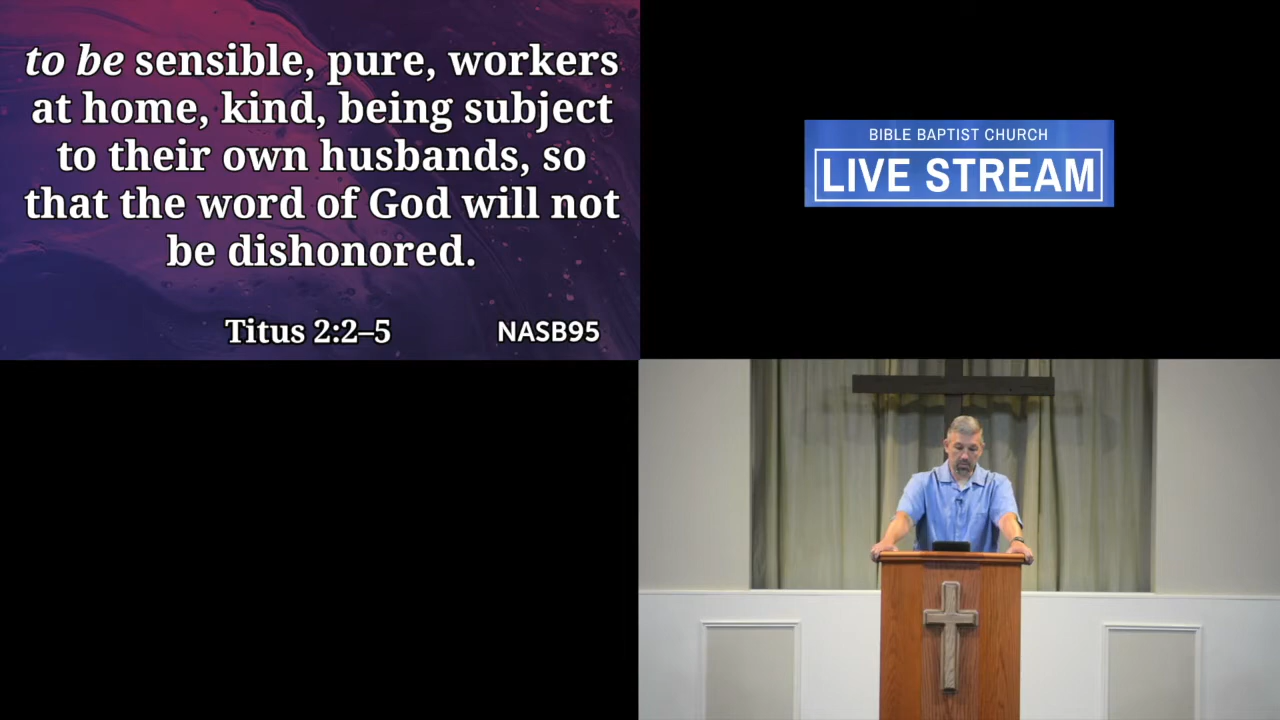 to be sensible, pure, workers
at home, kind, being subject
to their own husbands, so
that the word of God will not
be dishonored.
Titus 2:2–5 NASB95
BIBLE BAPTIST CHURCH
LIVE STREAM